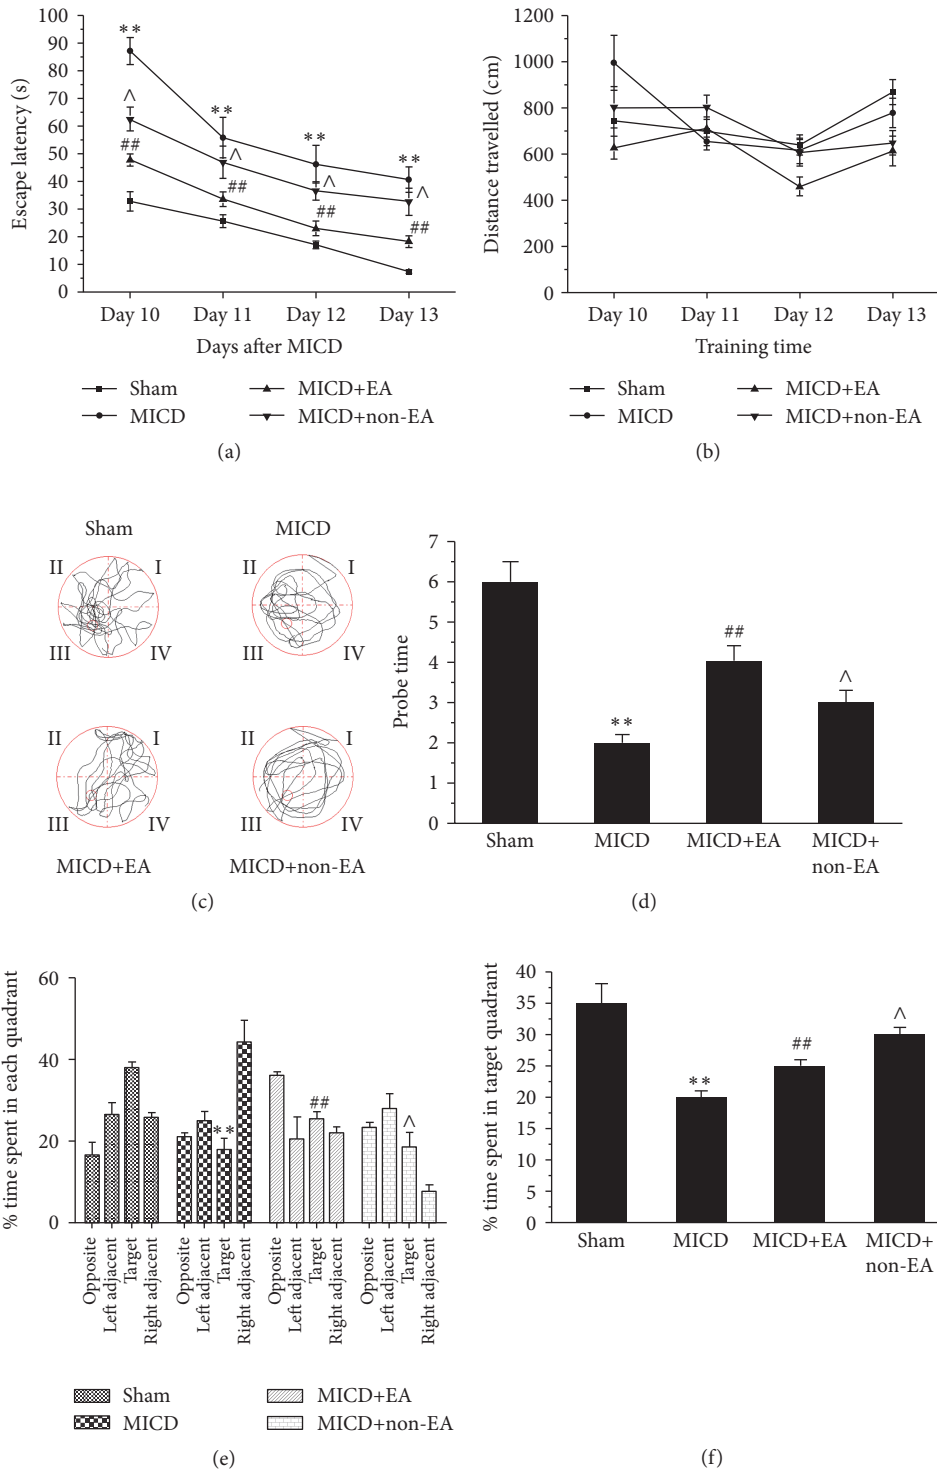 100
90
80
70
60
50
40
30
20
10
0
Escape latency (s)
**
^
##
**
^
##
**
^
##
**
^
##
Day 10 Day 11 Day 12 Day 13
Days after MICD
Sham MICD+EA
MICD MICD+non-EA
(a)
1200
1000
800
600
400
200
0
Distance travelled (cm)
Day 10 Day 11 Day 12 Day 13
Training time
Sham MICD+EA
MICD MICD+non-EA
(b)
Sham MICD
II I II I
III IV III IV
II I II I
III IV III IV
MICD+EA MICD+non-EA
(c)
7
6
5
4
3
2
1
0
Probe time
**
##
^
Sham MICD MICD+EA MICD+
non-EA
(d)
60
40
20
0
% time spent in each quadrant
**
##
^
Opposite
Left adjacent
Target
Right adjacent
Opposite
Left adjacent
Target
Right adjacent
Opposite
Left adjacent
Target
Right adjacent
Opposite
Left adjacent
Target
Right adjacent
Sham MICD+EA
MICD MICD+non-EA
(e)
40
35
30
25
20
15
10
5
0
% time spent in target quadrant
**
##
^
Sham MICD MICD+EA MICD+
non-EA
(f)